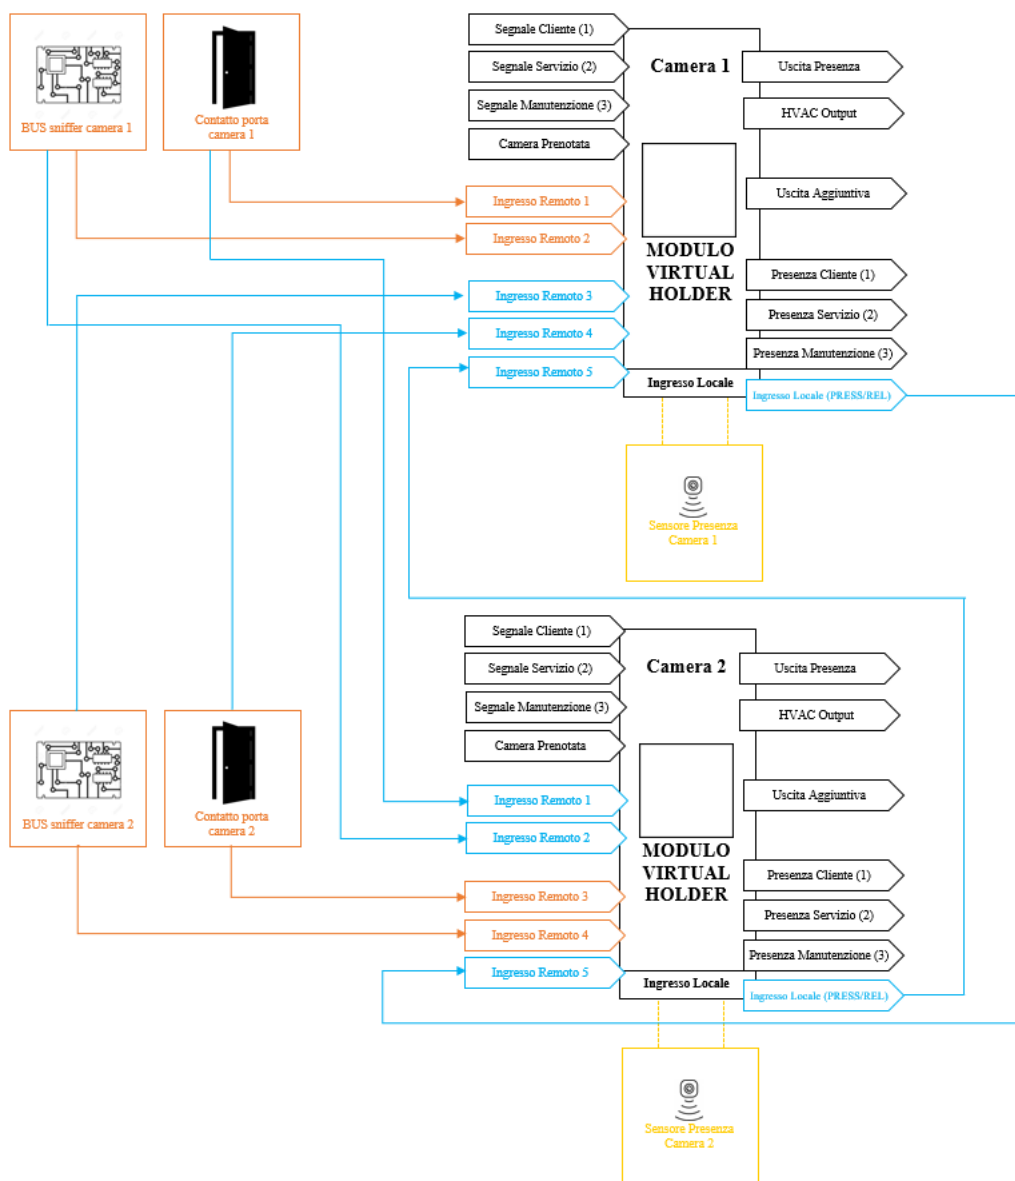 BUS sniffer camera 1
Contatto porta
camera 1
Segnale Cliente (1)
Segnale Servizio (2)
Segnale Manutenzione (3)
Camera Prenotata
Ingresso Remoto 1
Ingresso Remoto 2
Ingresso Remoto 3
Ingresso Remoto 4
Ingresso Remoto 5
Camera 1
MODULO
VIRTUAL
HOLDER
Ingresso Locale
Uscita Presenza
HVAC Output
Uscita Aggiuntiva
Presenza Cliente (1)
Presenza Servizio (2)
Presenza Manutenzione (3)
Ingresso Locale (PRESS/REL)
Sensore Presenza
Camera 1
BUS sniffer camera 2
Contatto porta
camera 2
Segnale Cliente (1)
Segnale Servizio (2)
Segnale Manutenzione (3)
Camera Prenotata
Ingresso Remoto 1
Ingresso Remoto 2
Ingresso Remoto 3
Ingresso Remoto 4
Ingresso Remoto 5
Camera 2
MODULO
VIRTUAL
HOLDER
Ingresso Locale
Uscita Presenza
HVAC Output
Uscita Aggiuntiva
Presenza Cliente (1)
Presenza Servizio (2)
Presenza Manutenzione (3)
Ingresso Locale (PRESS/REL)
Sensore Presenza
Camera 2